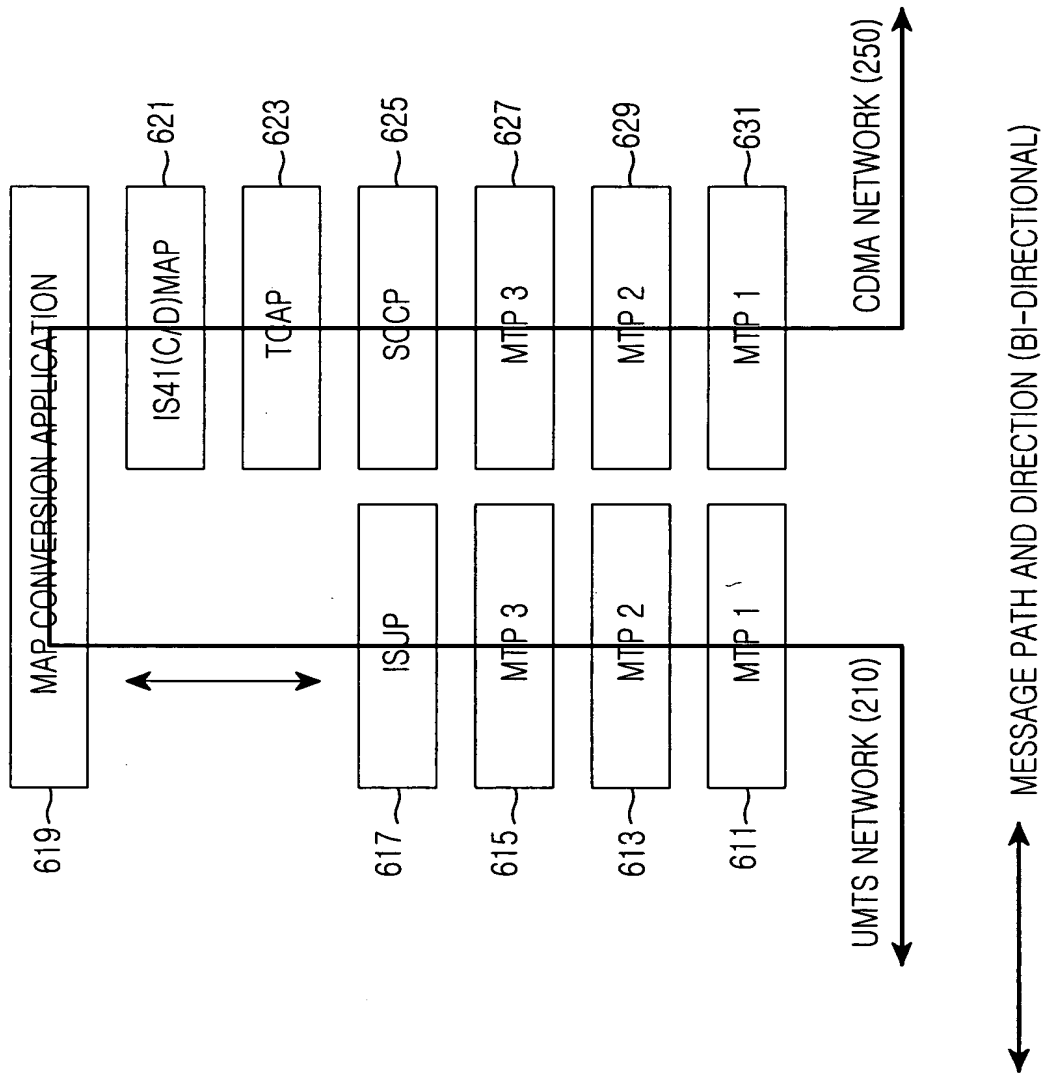 MAP CONVERSION APPLICATION
619
IS41(C/D)MAP
621
TCAP
623
617
ISUP
SCCP
625
615
MTP 3
MTP 3
627
613
MTP 2
MTP 2
629
611
MTP 1
MTP 1
631
UMTS NETWORK (210)
CDMA NETWORK (250)
MESSAGE PATH AND DIRECTION (BI-DIRECTIONAL)